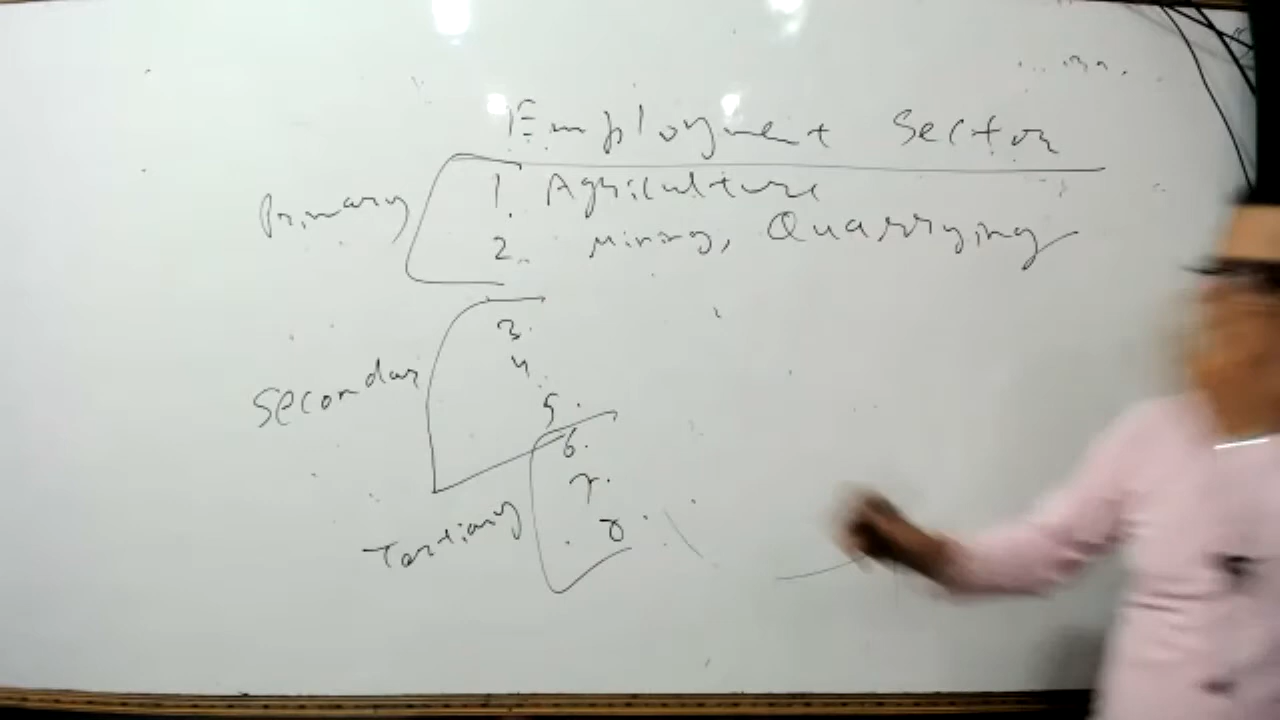 Employment Sector
Primary
1. Agriculture
2. Mining, Quarrying
Secondary
3.
4.
5.
6.
Tertiary
7.
8.